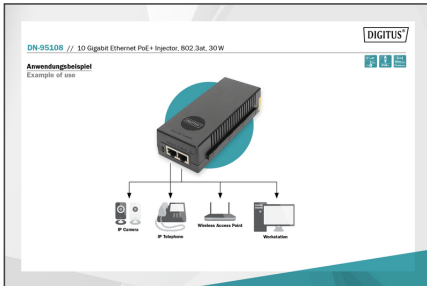 DIGITUS®
DN-95108 // 10 Gigabit Ethernet PoE+ Injector, 802.3at, 30 W
Anwendungsbeispiel
Example of use
DIGITUS
IP Camera
IP Telephone
Wireless Access Point
Workstation